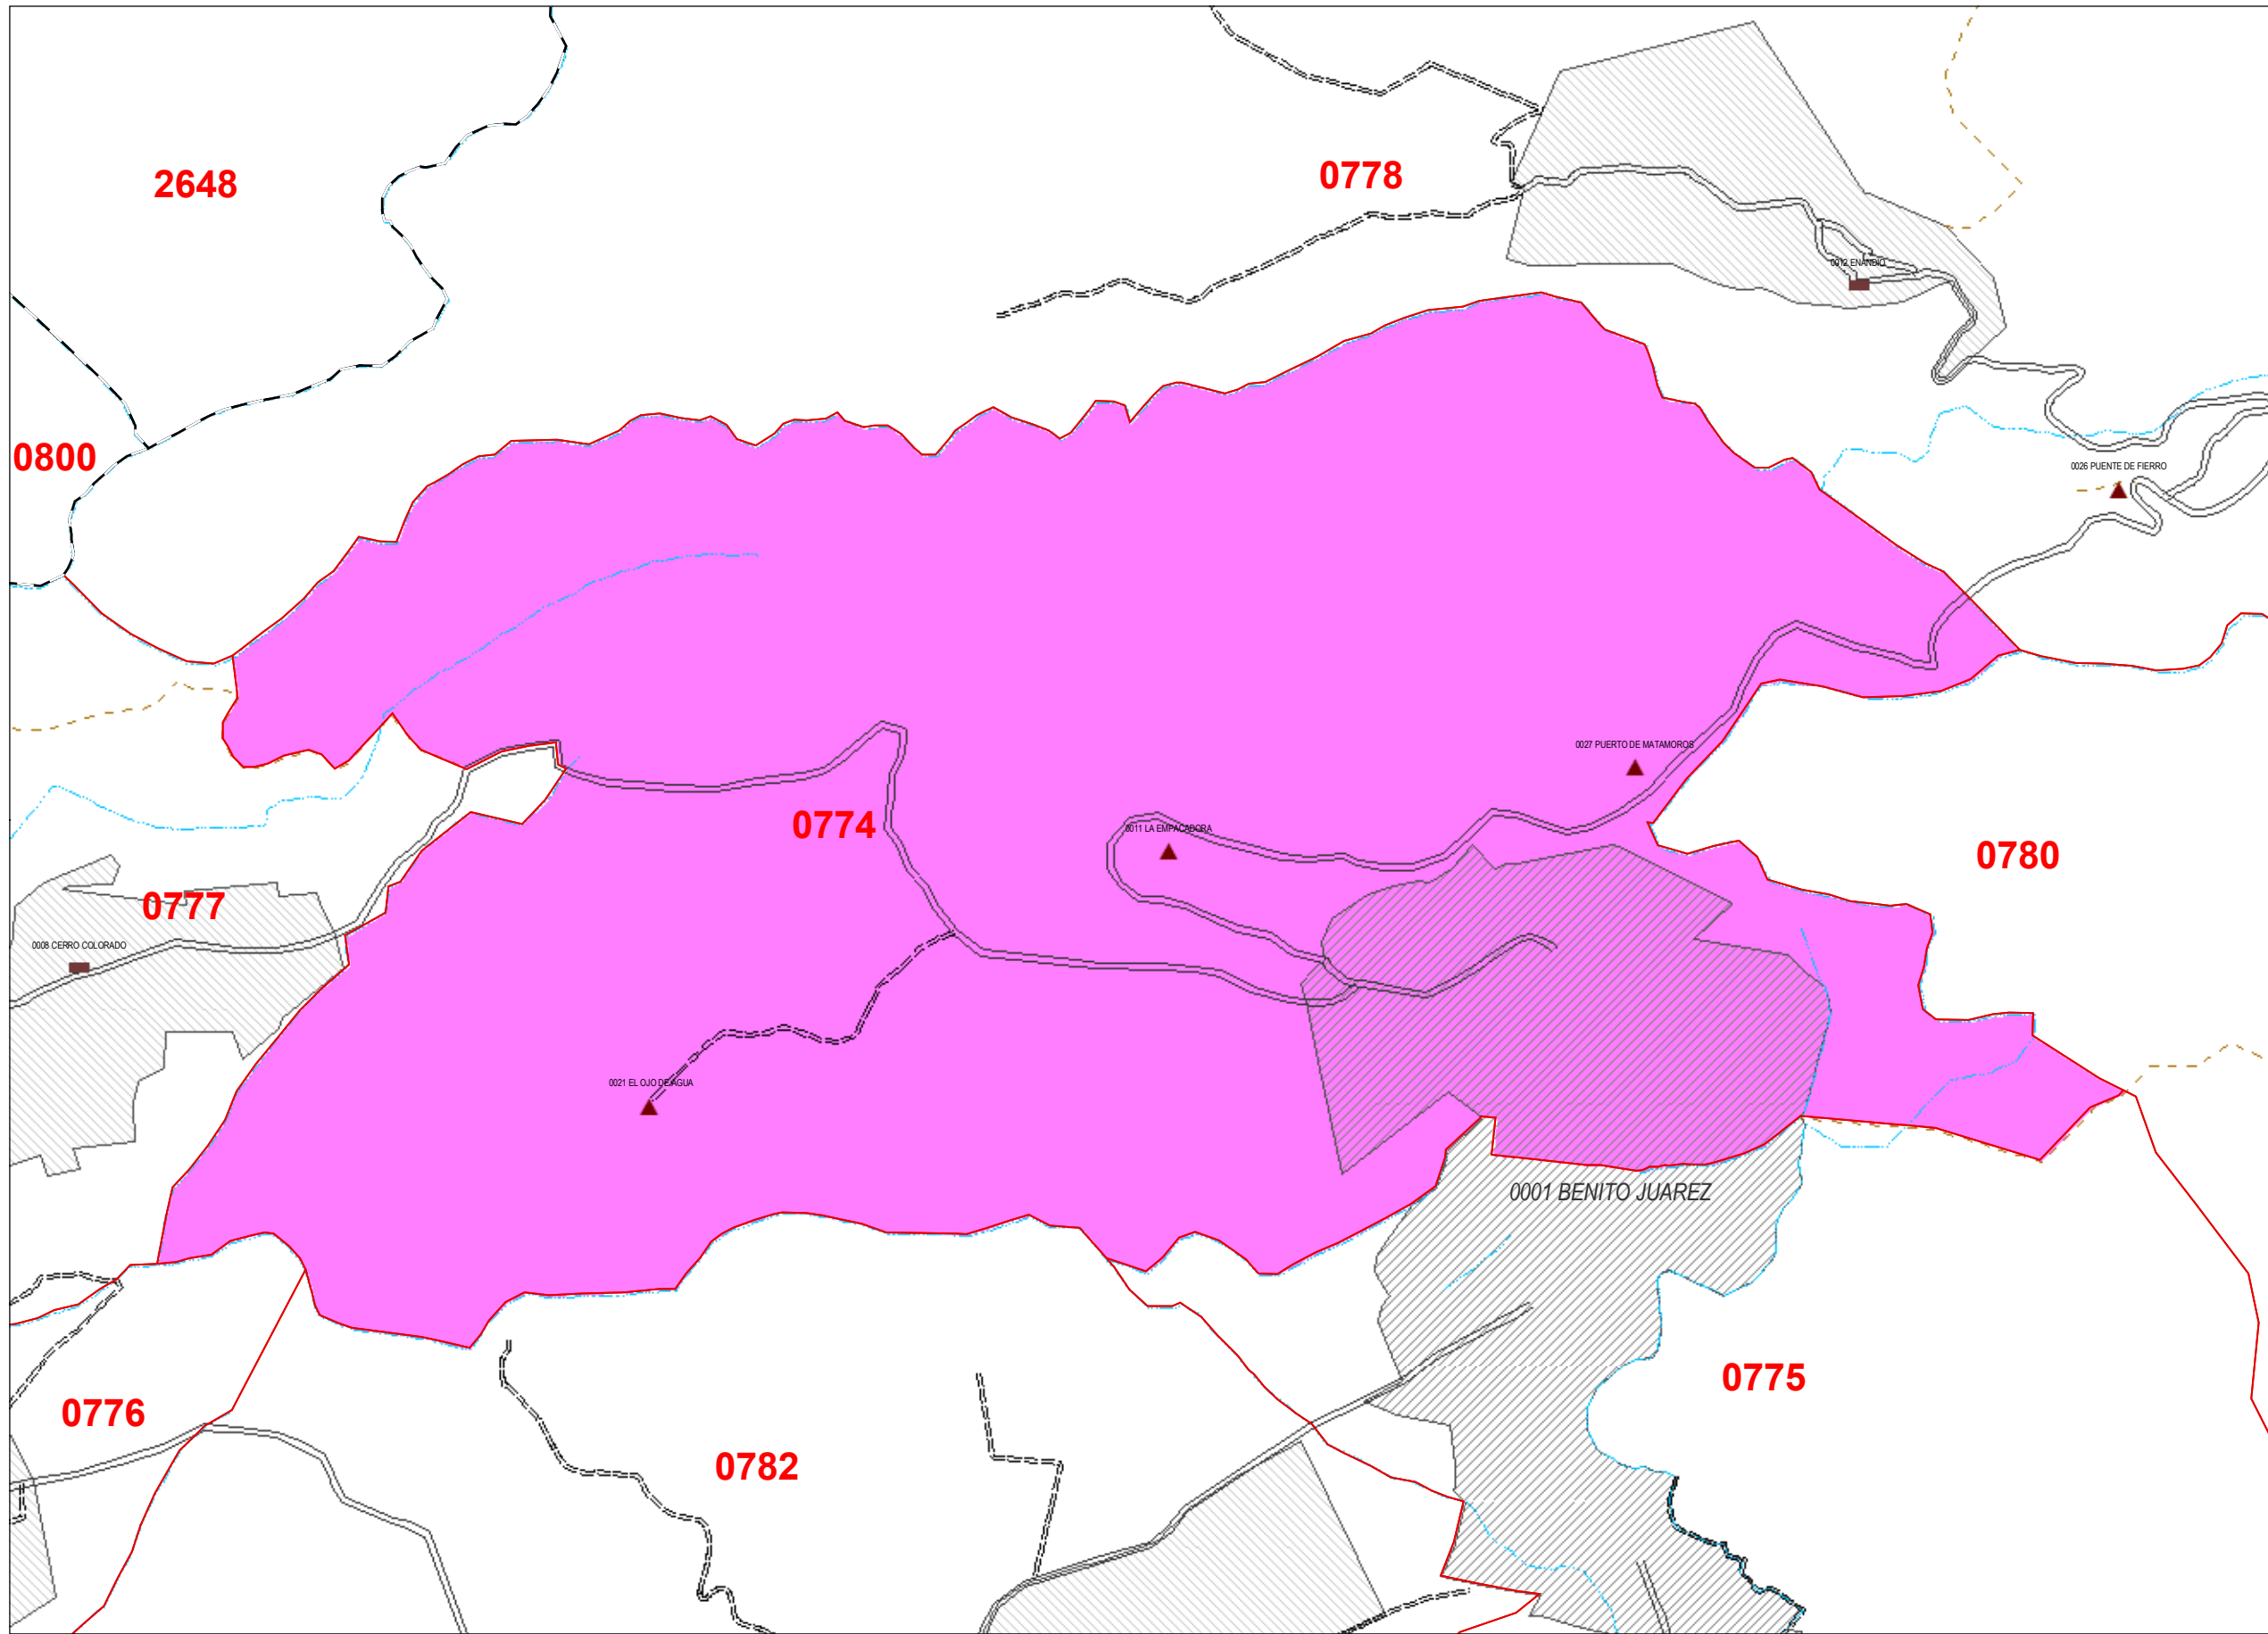 0778
2648
0012 ENANDIO
0800
0026 PUENTE DE FIERRO
0027 PUERTO DE MATAMOROS
0774
0011 LA EMPACADORA
0780
0777
0008 CERRO COLORADO
0021 EL OJO DE AGUA
0001 BENITO JUAREZ
0775
0776
0782